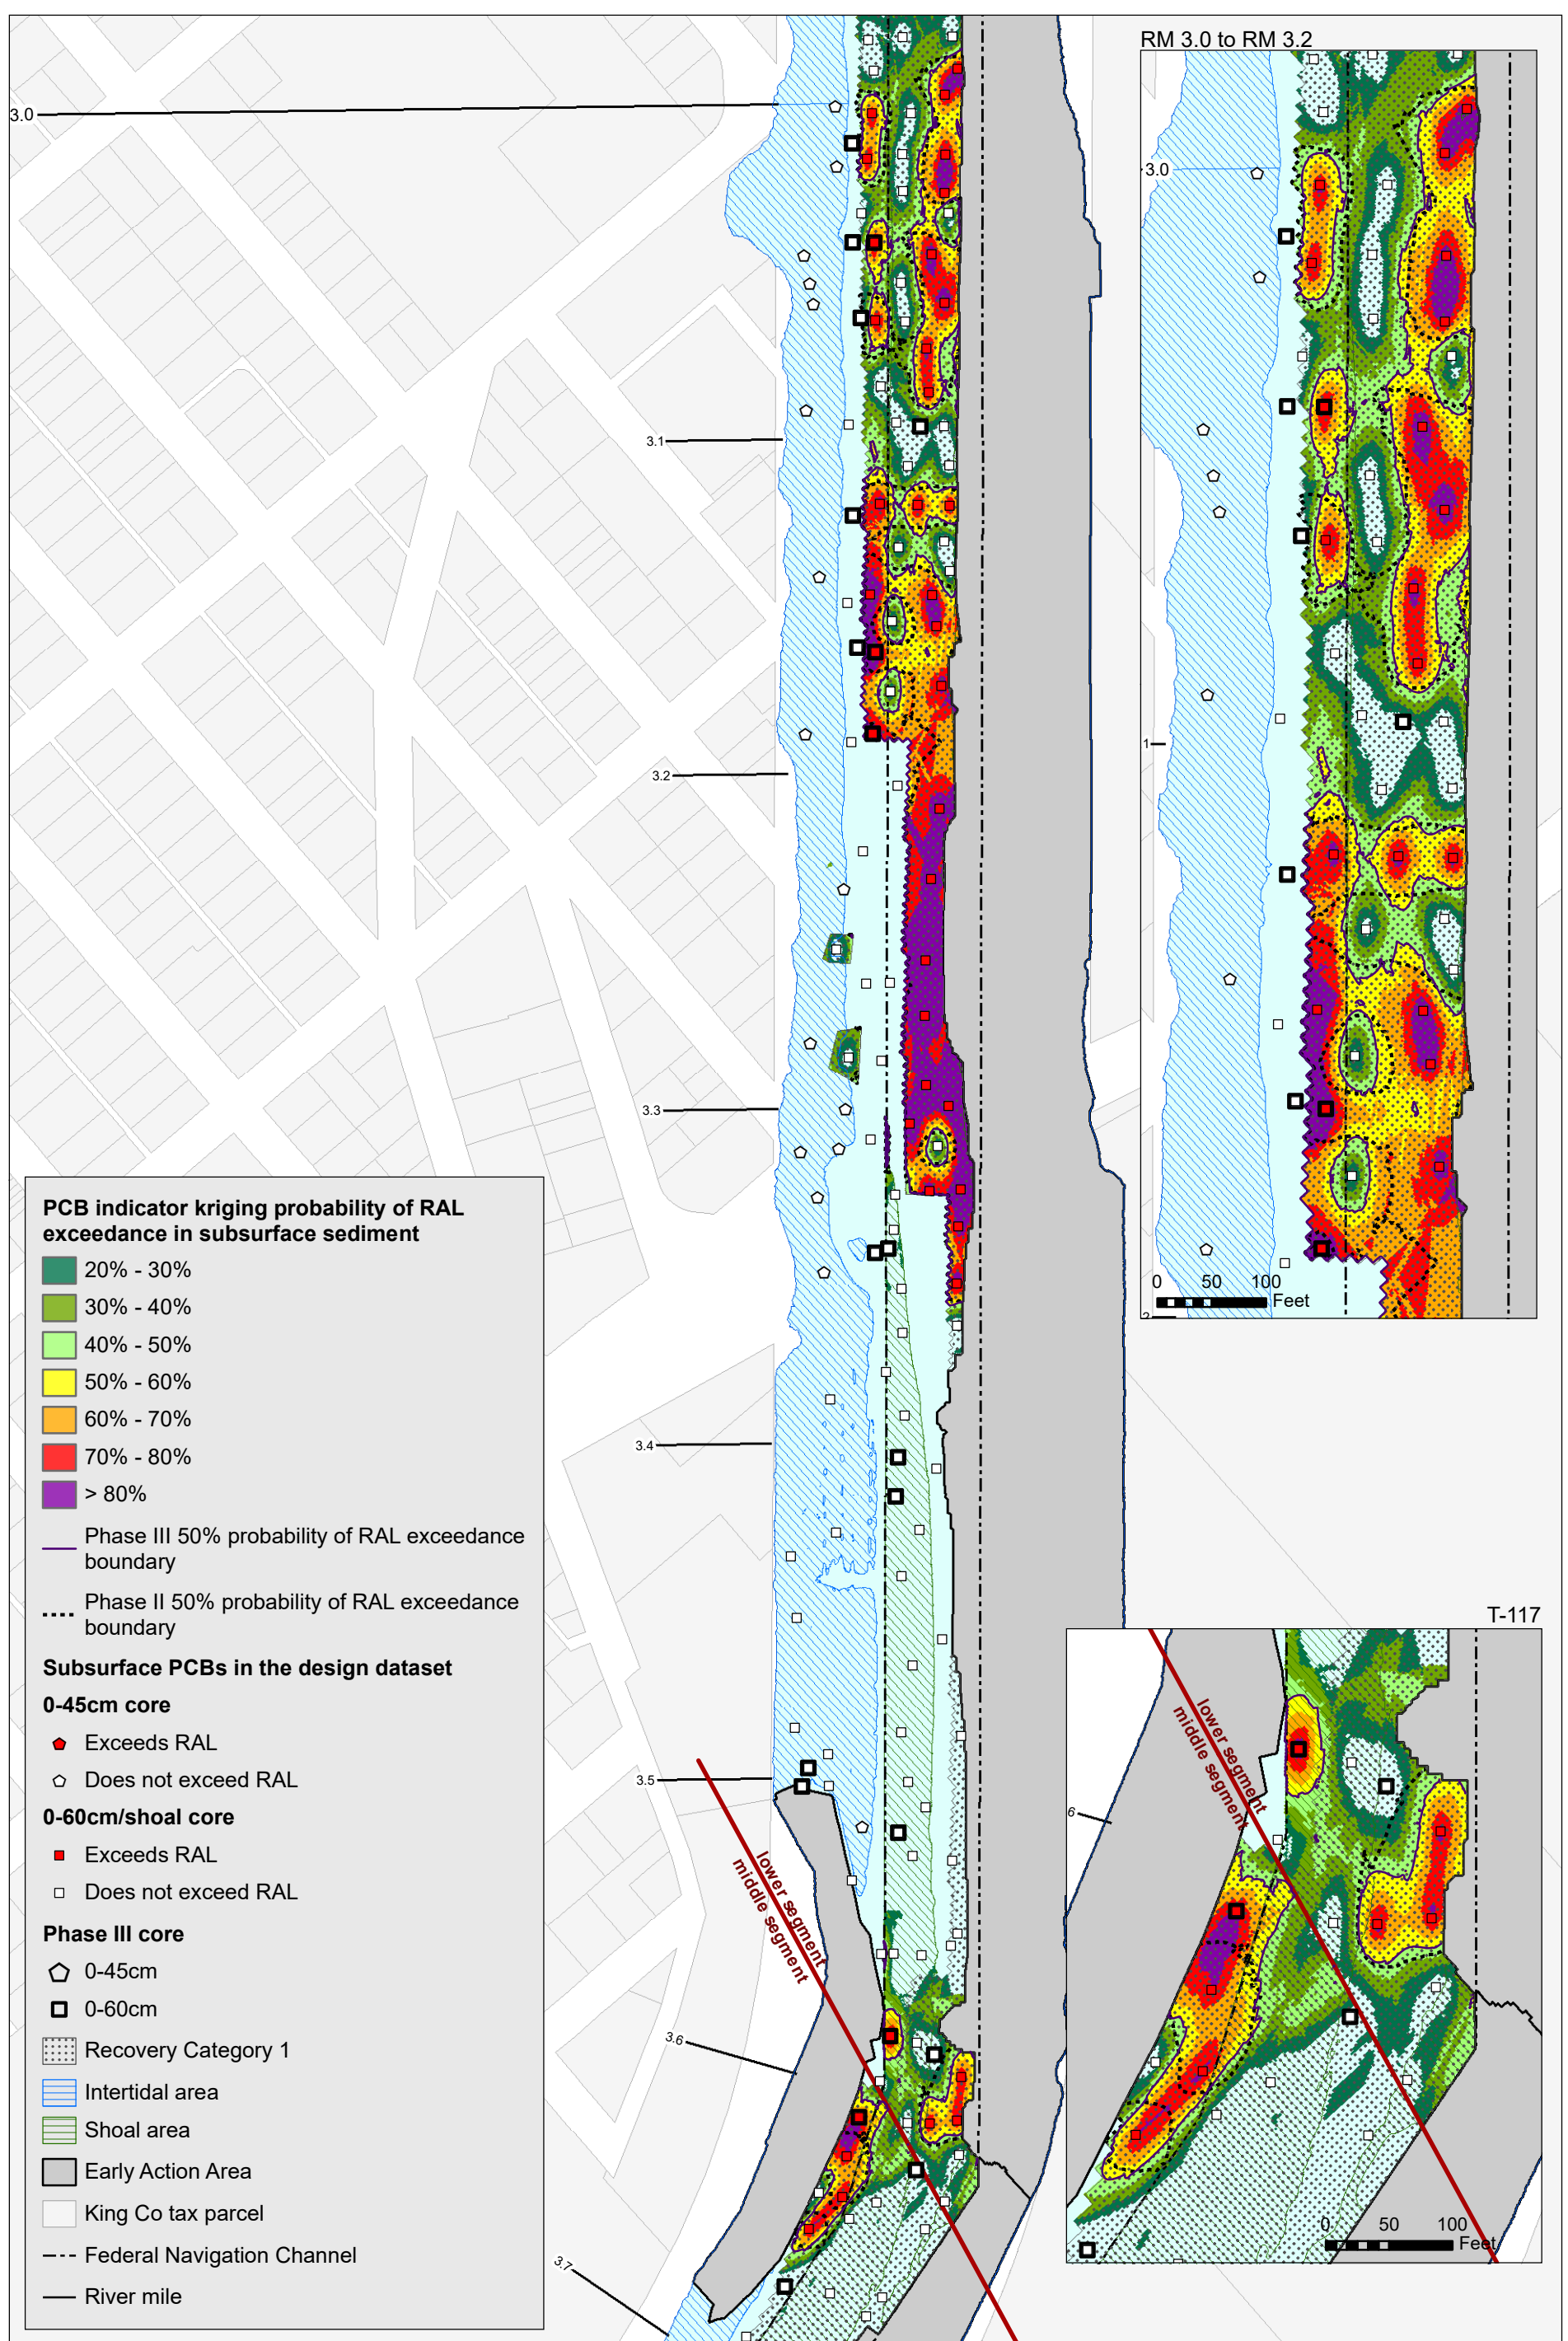 RM 3.0 to RM 3.2
3.0
3.0
3.1
1
3.2
3.3
0 50 100
Feet
PCB indicator kriging probability of RAL
exceedance in subsurface sediment
20% - 30%
30% - 40%
40% - 50%
50% - 60%
60% - 70%
70% - 80%
> 80%
Phase III 50% probability of RAL exceedance
boundary
Phase II 50% probability of RAL exceedance
boundary
Subsurface PCBs in the design dataset
0-45cm core
Exceeds RAL
Does not exceed RAL
0-60cm/shoal core
Exceeds RAL
Does not exceed RAL
Phase III core
0-45cm
0-60cm
Recovery Category 1
Intertidal area
Shoal area
Early Action Area
King Co tax parcel
Federal Navigation Channel
River mile
3.4
3.5
lower segment
middle segment
3.6
3.7
T-117
lower segment
middle segment
6
0 50 100
Feet